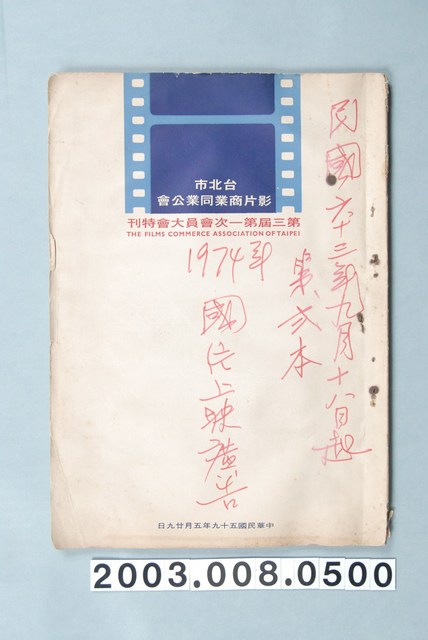 台北市
影片商業同業公會
第三屆第一次會員大會特刊
THE FILMS COMMERCE ASSOCIATION OF TAIPEI
民國六十三年九月十八日起
第弍本
1974年
國片上映廣告
中華民國五十九年五月廿九日
2003.008.0500